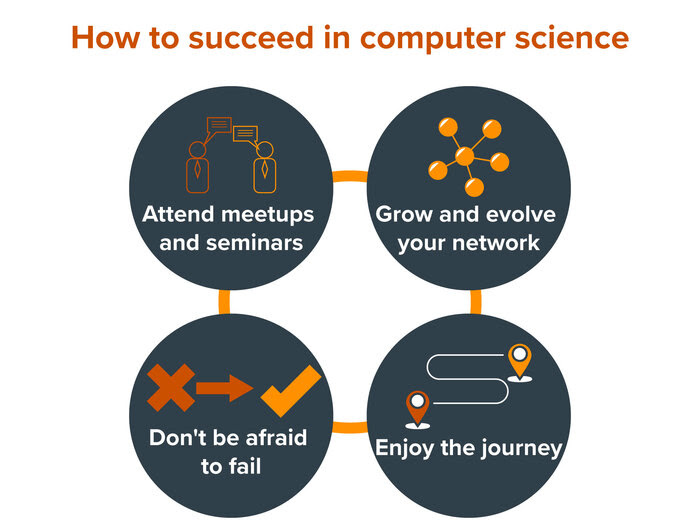 How to succeed in computer science
Attend meetups
and seminars
Grow and evolve
your network
Don't be afraid
to fail
Enjoy the journey